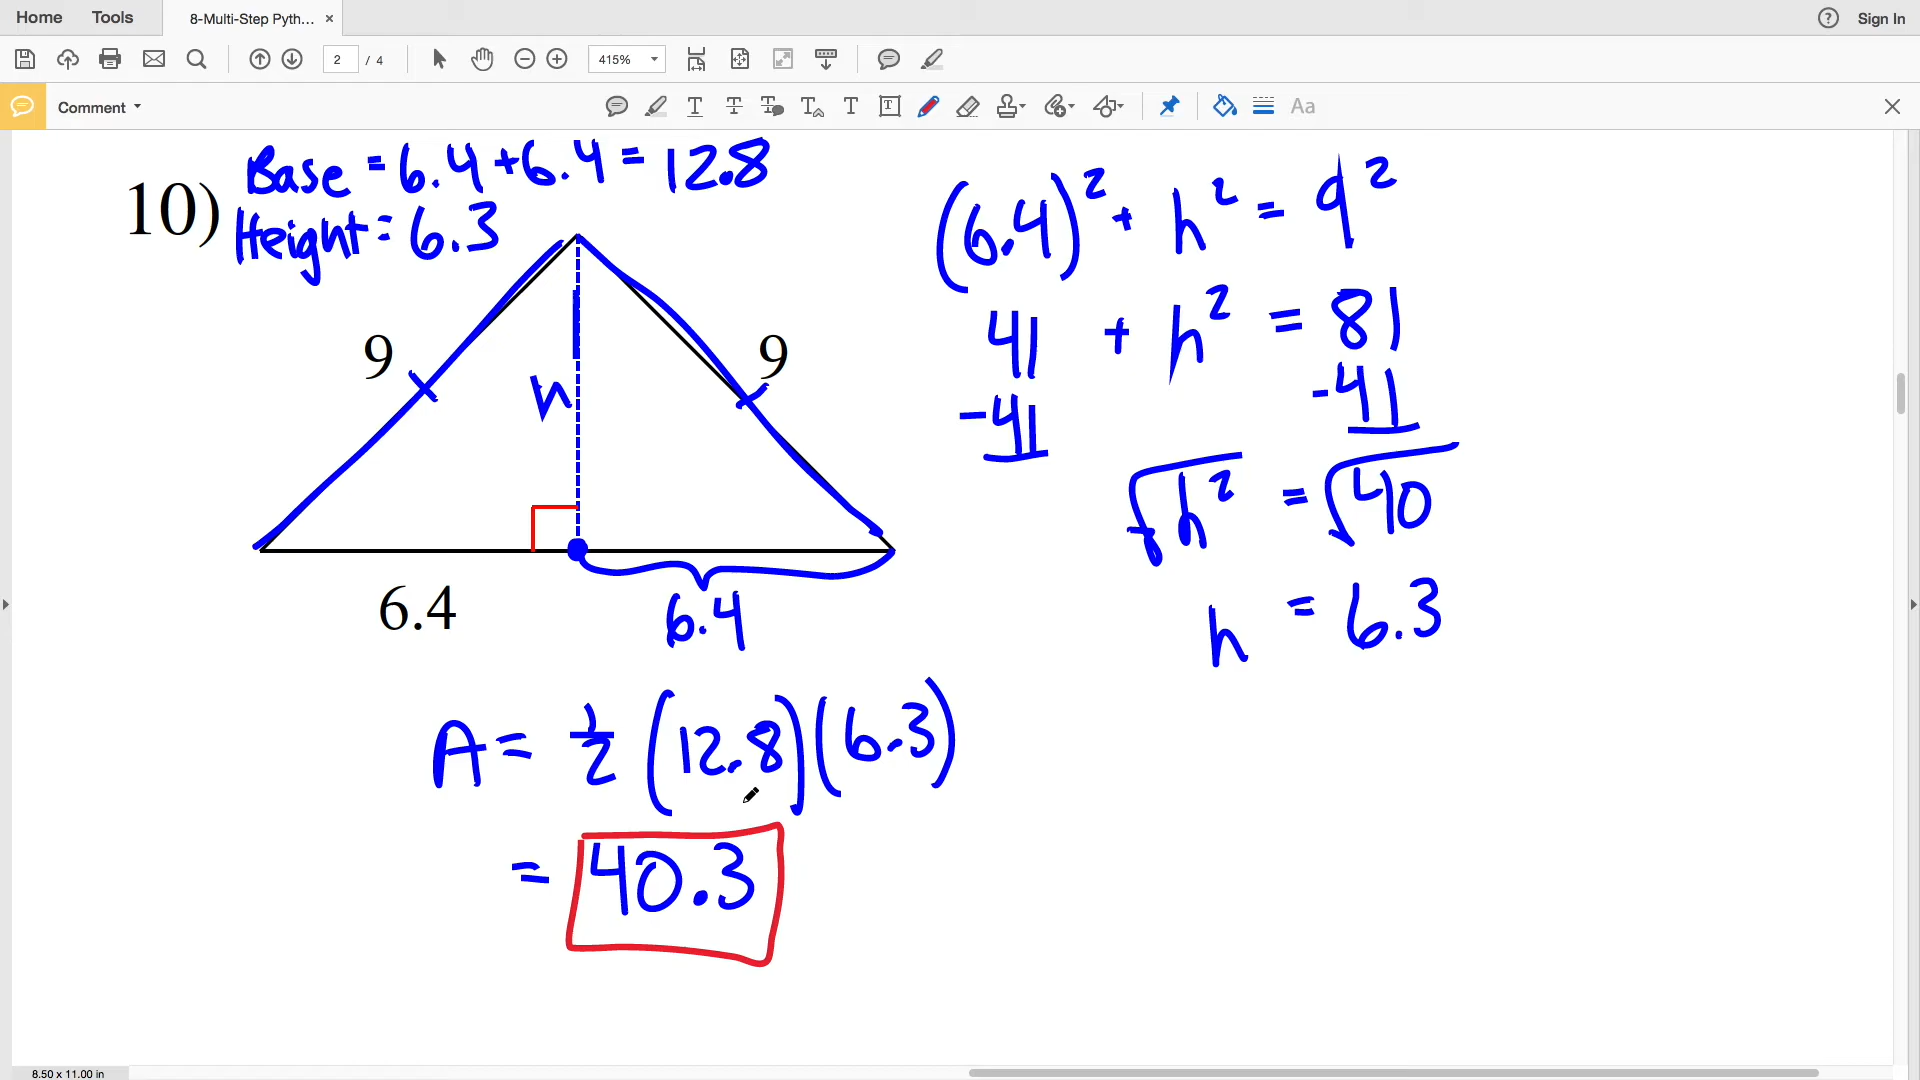 Home Tools 8-Multi-Step Pyth... × Sign In
2 / 4 415%
Comment Aa
10)
Base = 6.4 + 6.4 = 12.8
Height = 6.3
9
9
h
6.4
6.4
A = 1/2 (12.8)(6.3)
= 40.3
(6.4)² + h² = 9²
41 + h² = 81
-41 -41
√h² = √40
h = 6.3
8.50 x 11.00 in